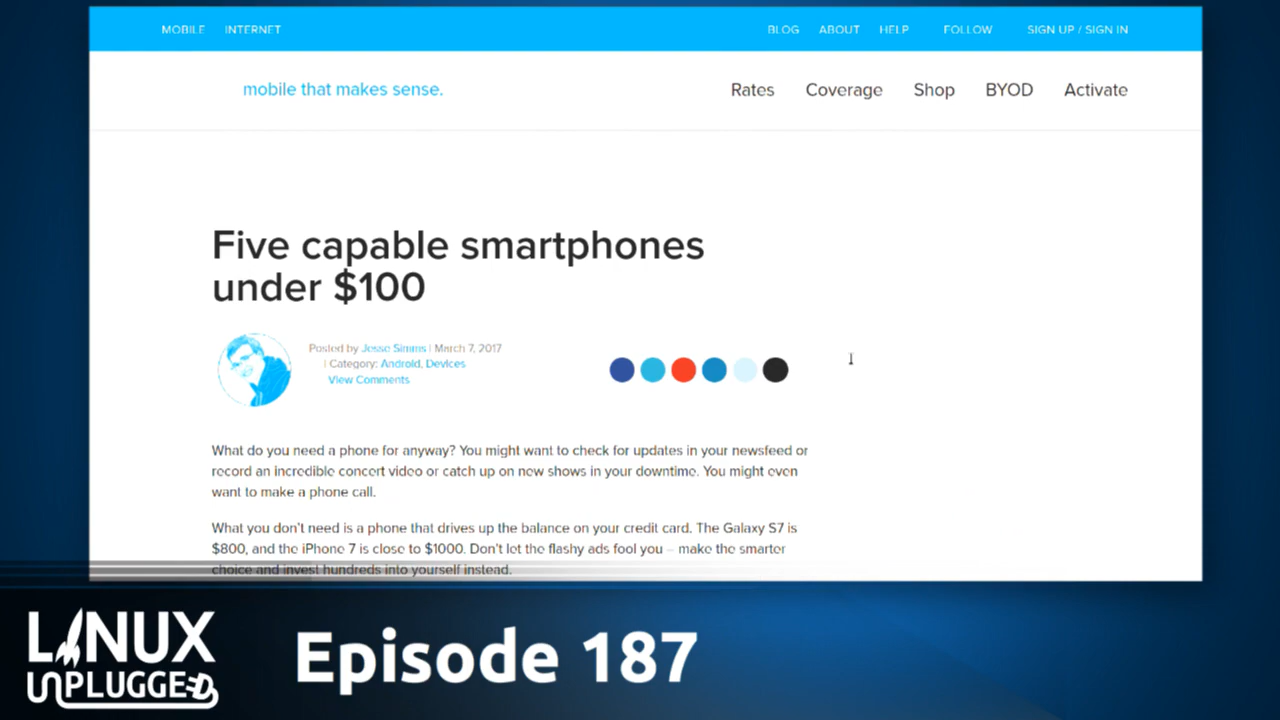 MOBILE INTERNET BLOG ABOUT HELP FOLLOW SIGN UP / SIGN IN
mobile that makes sense. Rates Coverage Shop BYOD Activate
Five capable smartphones
under $100
Posted by Jesse Simms | March 7, 2017
| Category: Android, Devices
View Comments
What do you need a phone for anyway? You might want to check for updates in your newsfeed or
record an incredible concert video or catch up on new shows in your downtime. You might even
want to make a phone call.
What you don't need is a phone that drives up the balance on your credit card. The Galaxy S7 is
$800, and the iPhone 7 is close to $1000. Don't let the flashy ads fool you – make the smarter
choice and invest hundreds into yourself instead.
LINUX
UNPLUGGED
Episode 187